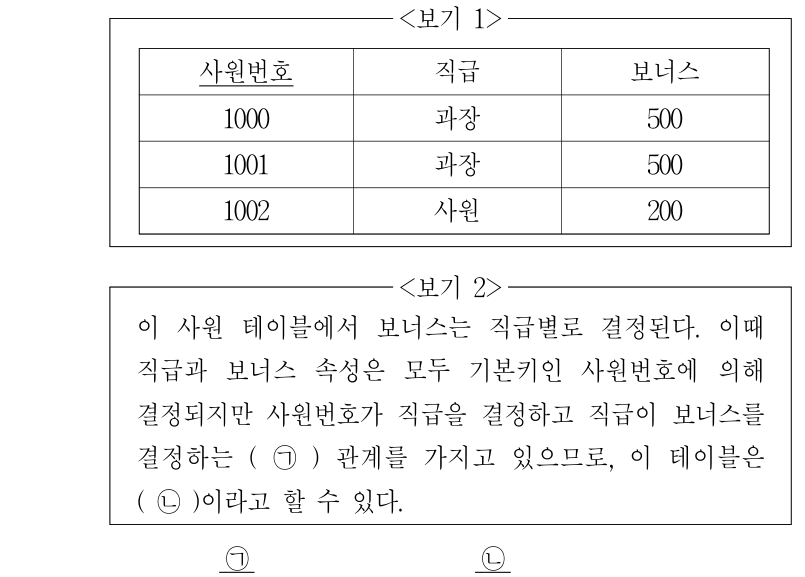 <보기 1>
사원번호 직급 보너스
1000 과장 500
1001 과장 500
1002 사원 200
<보기 2>
이 사원 테이블에서 보너스는 직급별로 결정된다. 이때
직급과 보너스 속성은 모두 기본키인 사원번호에 의해
결정되지만 사원번호가 직급을 결정하고 직급이 보너스를
결정하는 ( ㉠ ) 관계를 가지고 있으므로, 이 테이블은
( ㉡ )이라고 할 수 있다.
㉠ ㉡